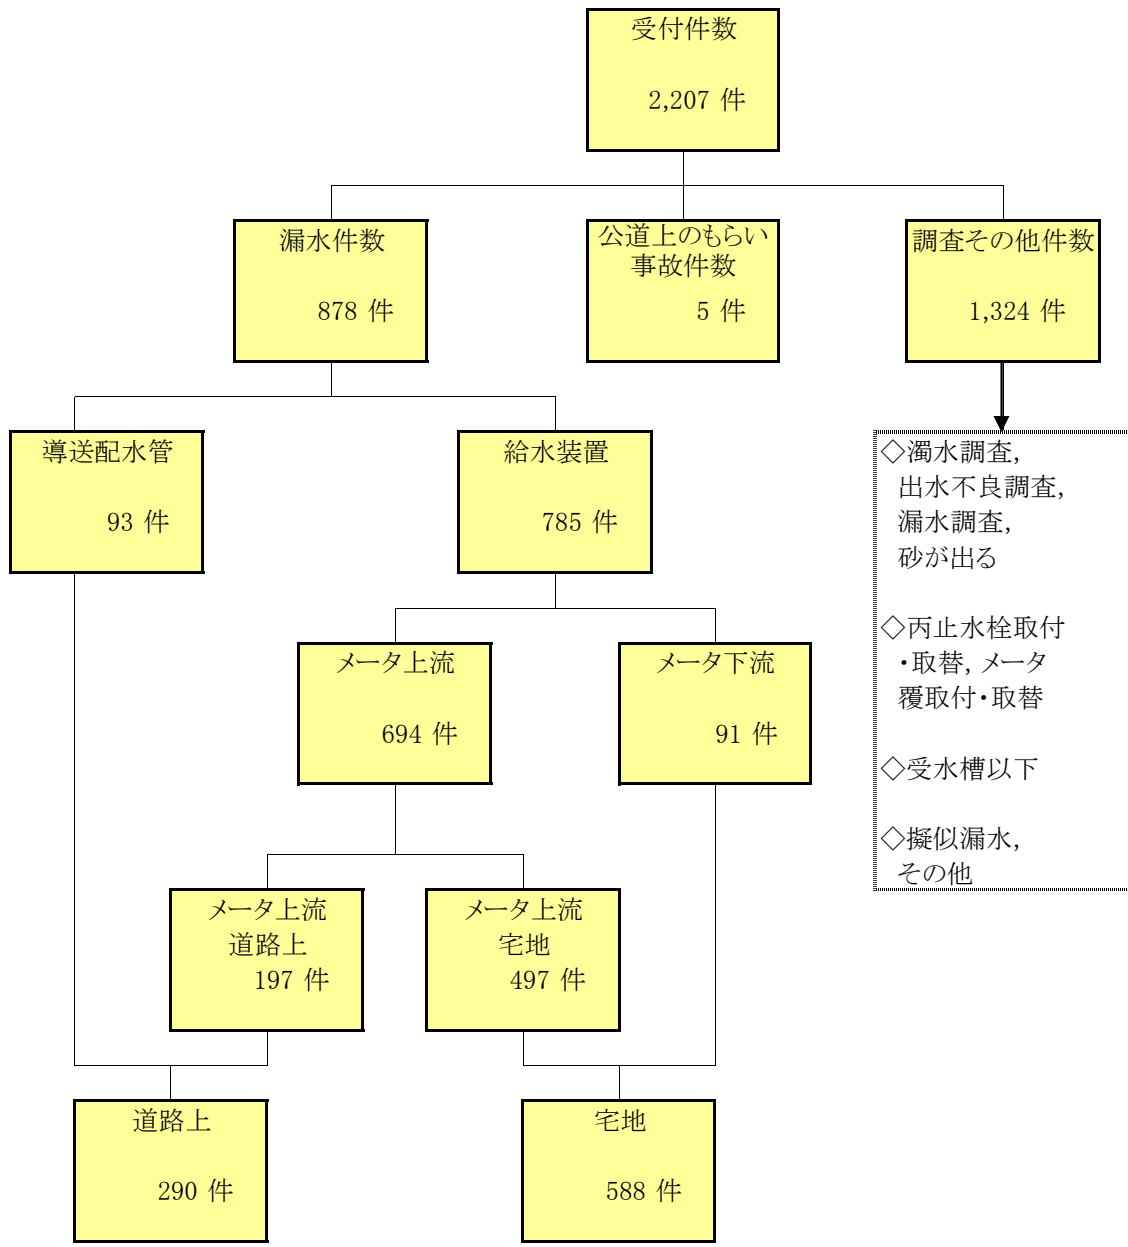 受付件数
2,207 件
漏水件数
878 件
公道上のもらい
事故件数
5 件
調査その他件数
1,324 件
導送配水管
93 件
給水装置
785 件
◇濁水調査,
出水不良調査,
漏水調査,
砂が出る
◇丙止水栓取付
・取替, メータ
覆取付・取替
◇受水槽以下
◇擬似漏水,
その他
メータ上流
694 件
メータ下流
91 件
メータ上流
道路上
197 件
メータ上流
宅地
497 件
道路上
290 件
宅地
588 件